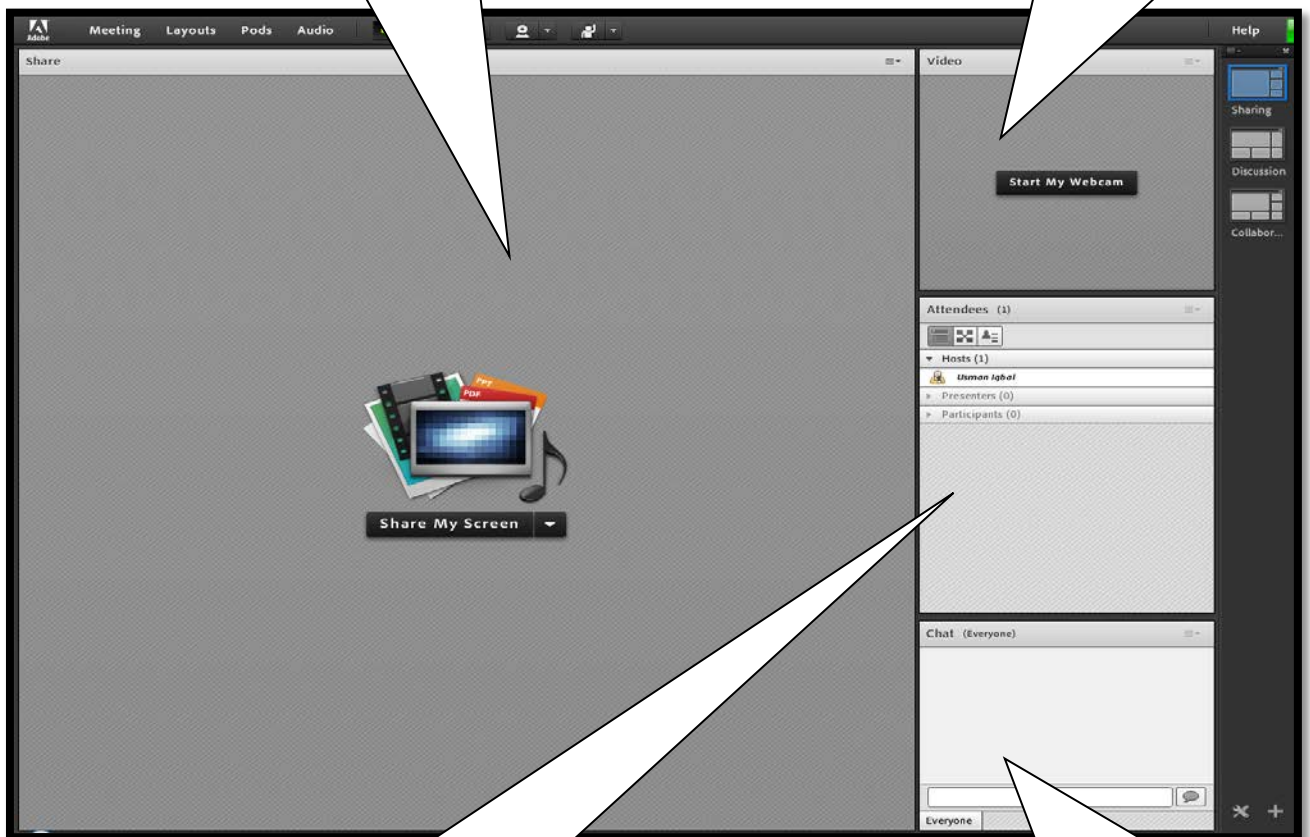 Adobe
Meeting Layouts Pods Audio Help
Share
Video
Sharing
Discussion
Collabor...
Start My Webcam
Attendees (1)
Hosts (1)
Usman Iqbal
Presenters (0)
Participants (0)
PPT
PDF
Share My Screen
Chat (Everyone)
Everyone